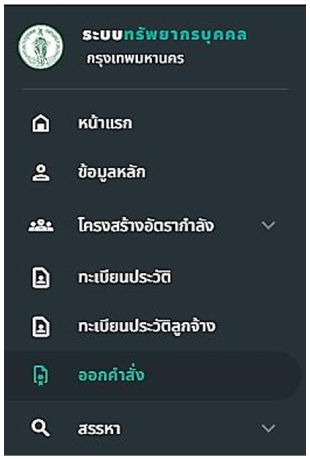 ระบบทรัพยากรบุคคล
กรุงเทพมหานคร
หน้าแรก
ข้อมูลหลัก
โครงสร้างอัตรากำลัง
ทะเบียนประวัติ
ทะเบียนประวัติลูกจ้าง
ออกคำสั่ง
สรรหา